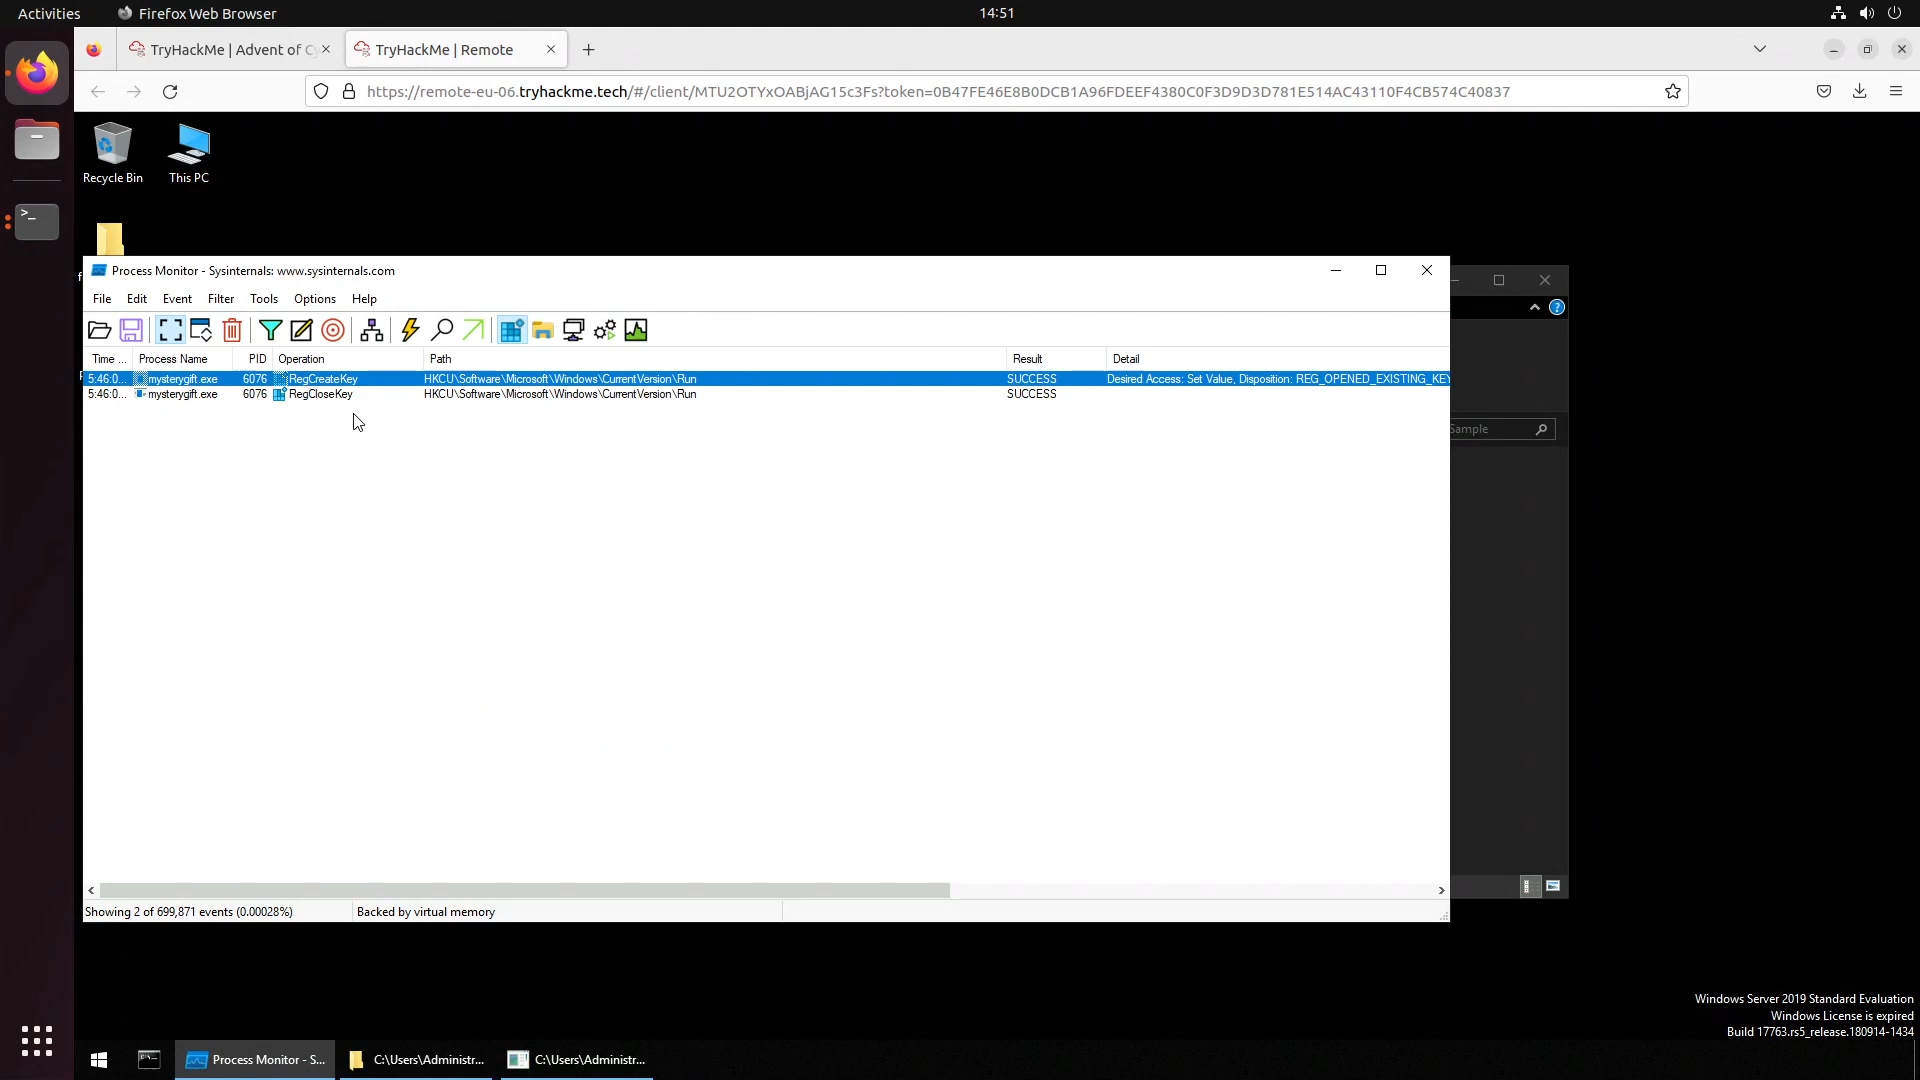 Activities
Firefox Web Browser
14:51
TryHackMe | Advent of Cy
TryHackMe | Remote
https://remote-eu-06.tryhackme.tech/#/client/MTU2OTYxOABjAG15c3Fs?token=0B47FE46E8B0DCB1A96FDEEF4380C0F3D9D3D781E514AC43110F4CB574C40837
Recycle Bin
This PC
Process Monitor - Sysinternals: www.sysinternals.com
File Edit Event Filter Tools Options Help
Time ... Process Name PID Operation Path Result Detail
5:46:0... mysterygift.exe 6076 RegCreateKey HKCU\Software\Microsoft\Windows\CurrentVersion\Run SUCCESS Desired Access: Set Value, Disposition: REG_OPENED_EXISTING_KEY
5:46:0... mysterygift.exe 6076 RegCloseKey HKCU\Software\Microsoft\Windows\CurrentVersion\Run SUCCESS
Sample
Showing 2 of 699,871 events (0.00028%)
Backed by virtual memory
Windows Server 2019 Standard Evaluation
Windows License is expired
Build 17763.rs5_release.180914-1434
Process Monitor - S...
C:\Users\Administr...
C:\Users\Administr...